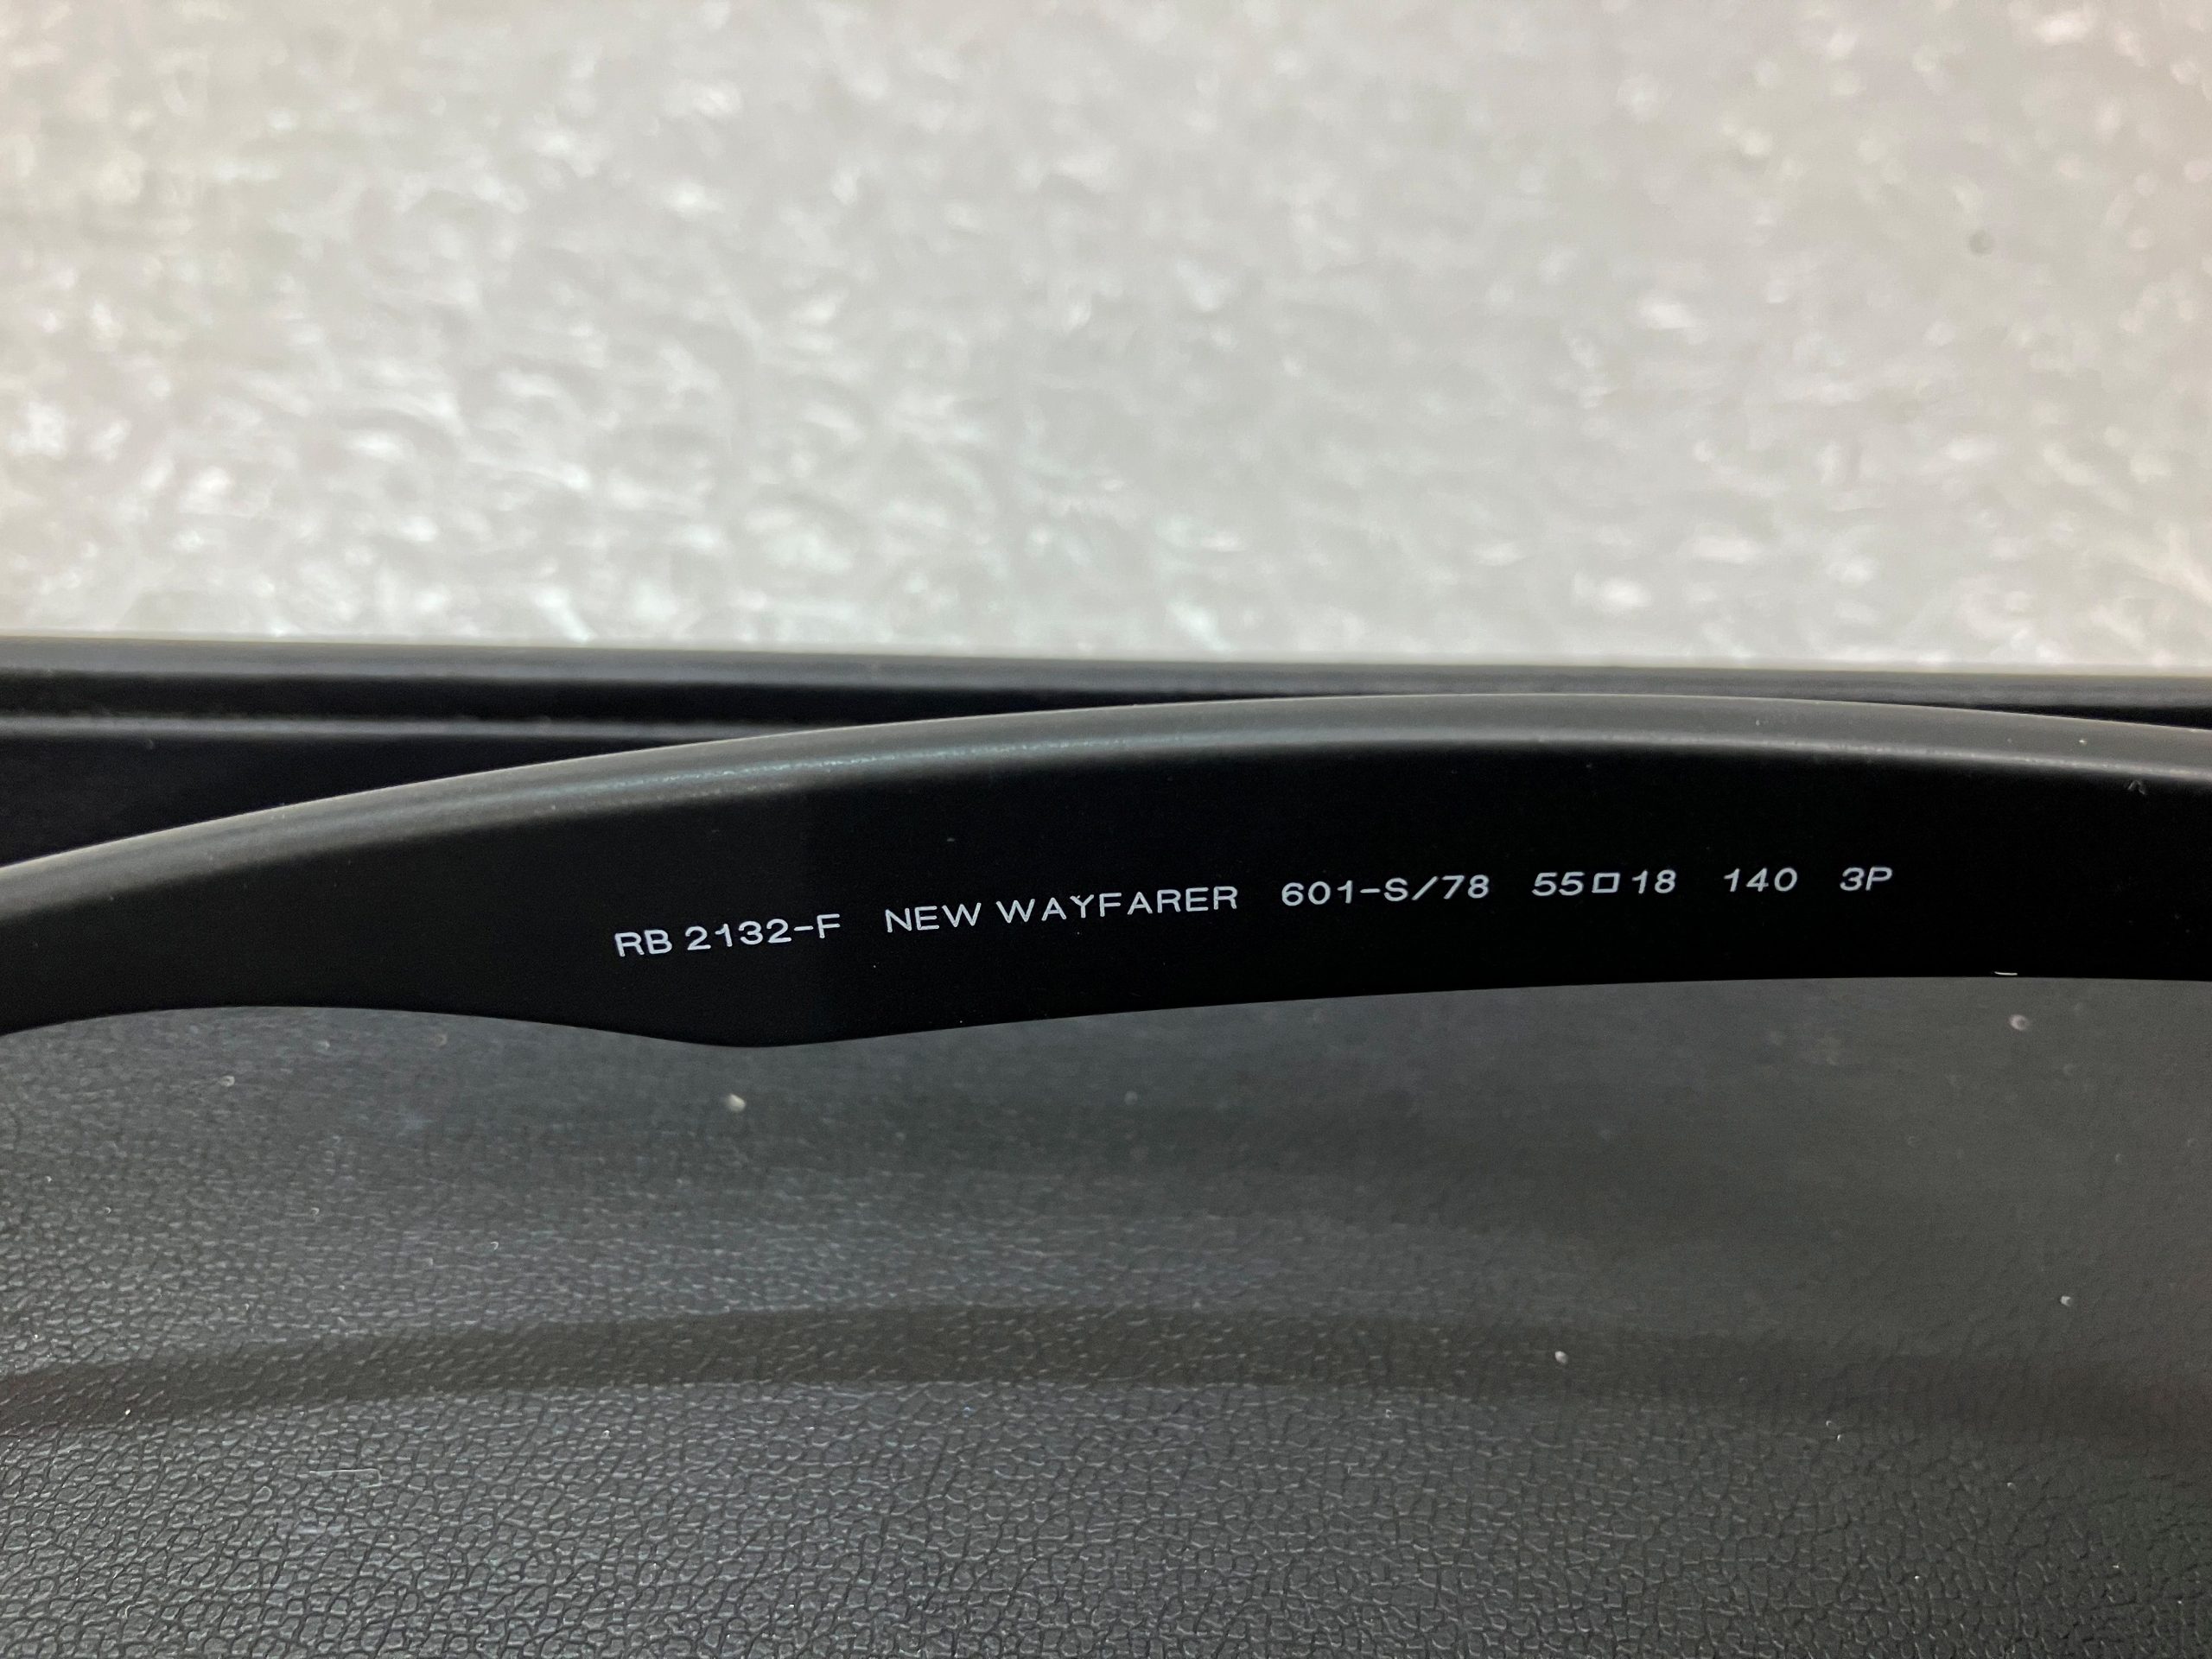 RB 2132-F NEW WAYFARER 601-S/78 55□18 140 3P